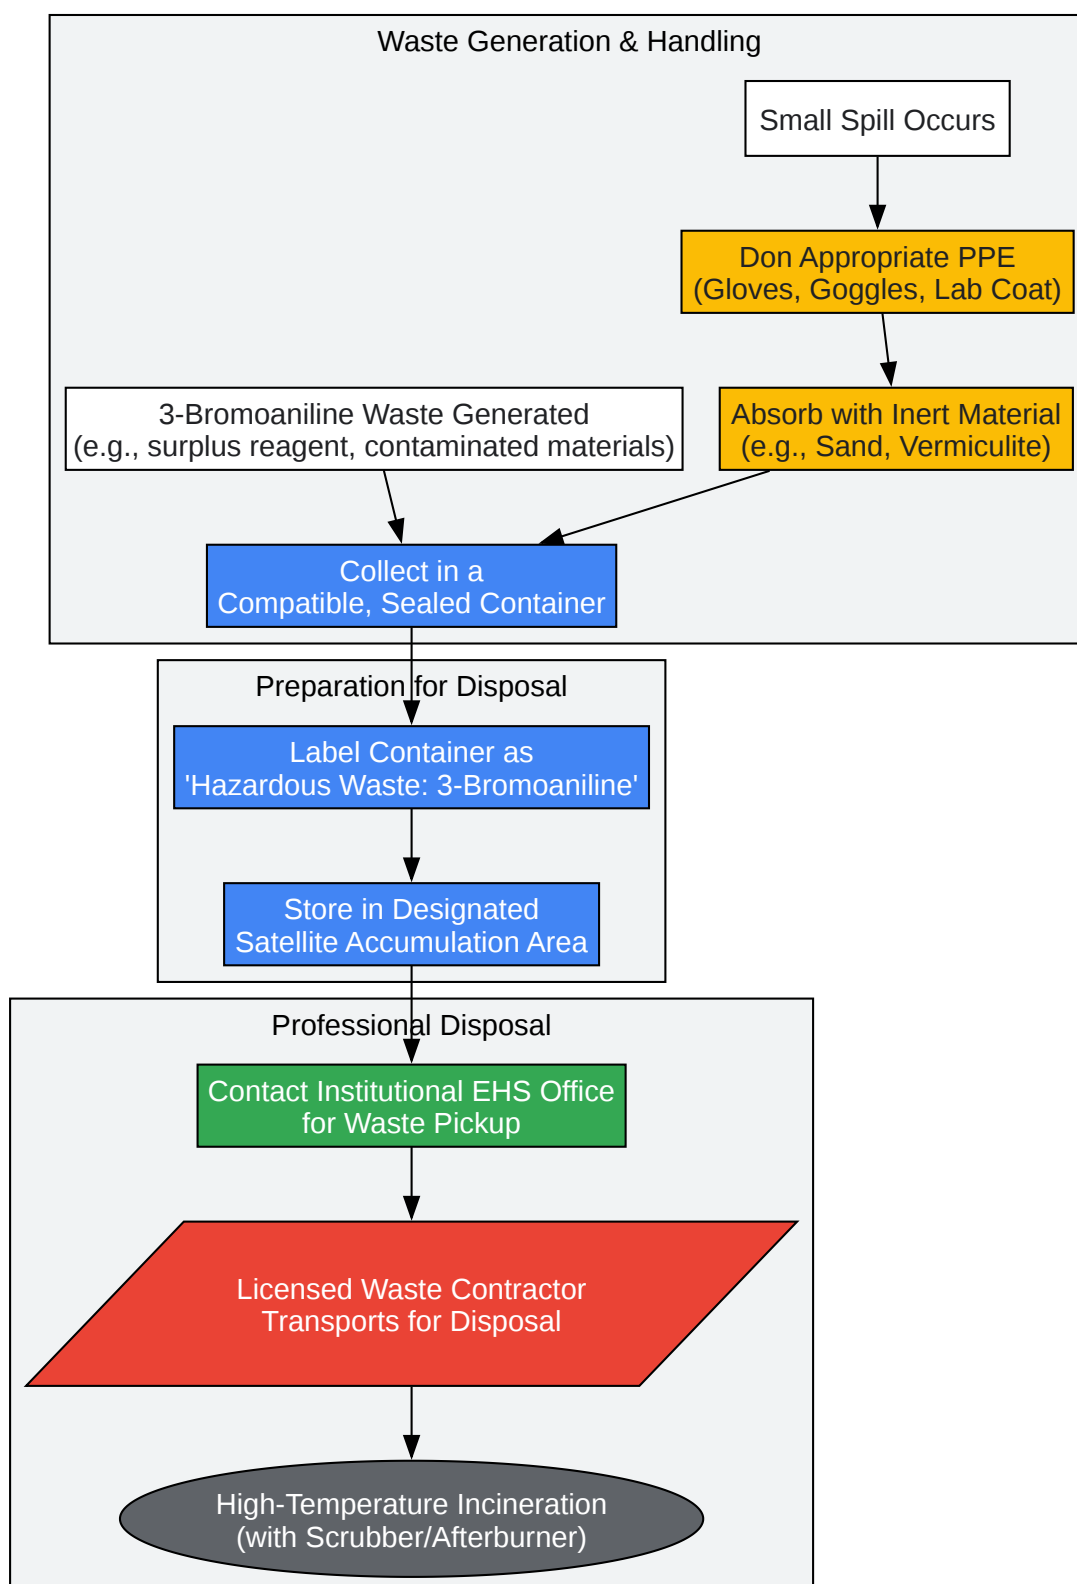 Waste Generation & Handling
Small Spill Occurs
Don Appropriate PPE
(Gloves, Goggles, Lab Coat)
3-Bromoaniline Waste Generated
(e.g., surplus reagent, contaminated materials)
Absorb with Inert Material
(e.g., Sand, Vermiculite)
Collect in a
Compatible, Sealed Container
Preparation for Disposal
Label Container as
'Hazardous Waste: 3-Bromoaniline'
Store in Designated
Satellite Accumulation Area
Professional Disposal
Contact Institutional EHS Office
for Waste Pickup
Licensed Waste Contractor
Transports for Disposal
High-Temperature Incineration
(with Scrubber/Afterburner)